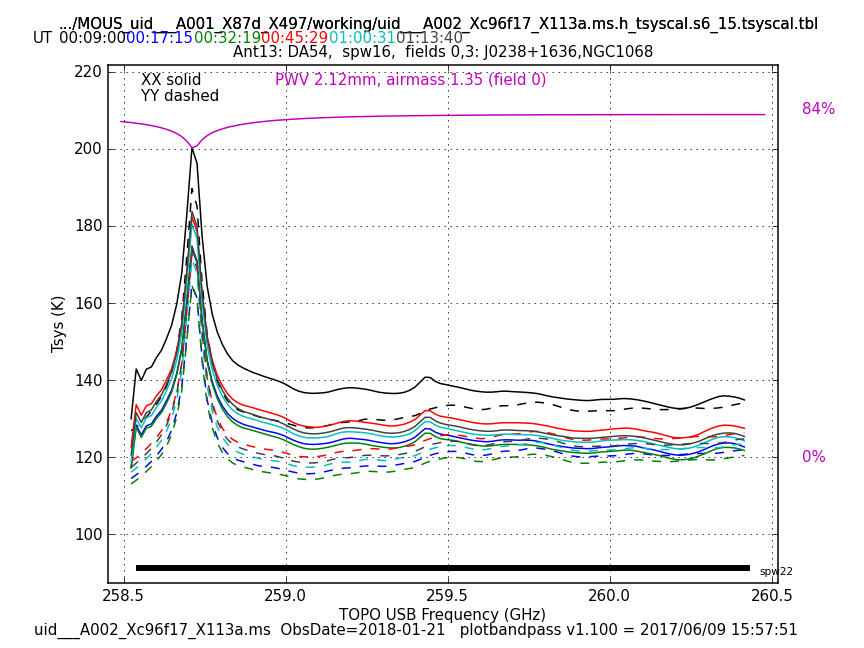 .../MOUS_uid___A001_X87d_X497/working/uid___A002_Xc96f17_X113a.ms.h_tsyscal.s6_15.tsyscal.tbl
UT 00:09:00 00:17:15 00:32:19 00:45:29 01:00:31 01:13:40
Ant13: DA54, spw16, fields 0,3: J0238+1636,NGC1068
XX solid
YY dashed
PWV 2.12mm, airmass 1.35 (field 0)
84%
0%
220
200
180
160
140
120
100
Tsys (K)
spw22
258.5 259.0 259.5 260.0 260.5
TOPO USB Frequency (GHz)
uid___A002_Xc96f17_X113a.ms ObsDate=2018-01-21 plotbandpass v1.100 = 2017/06/09 15:57:51